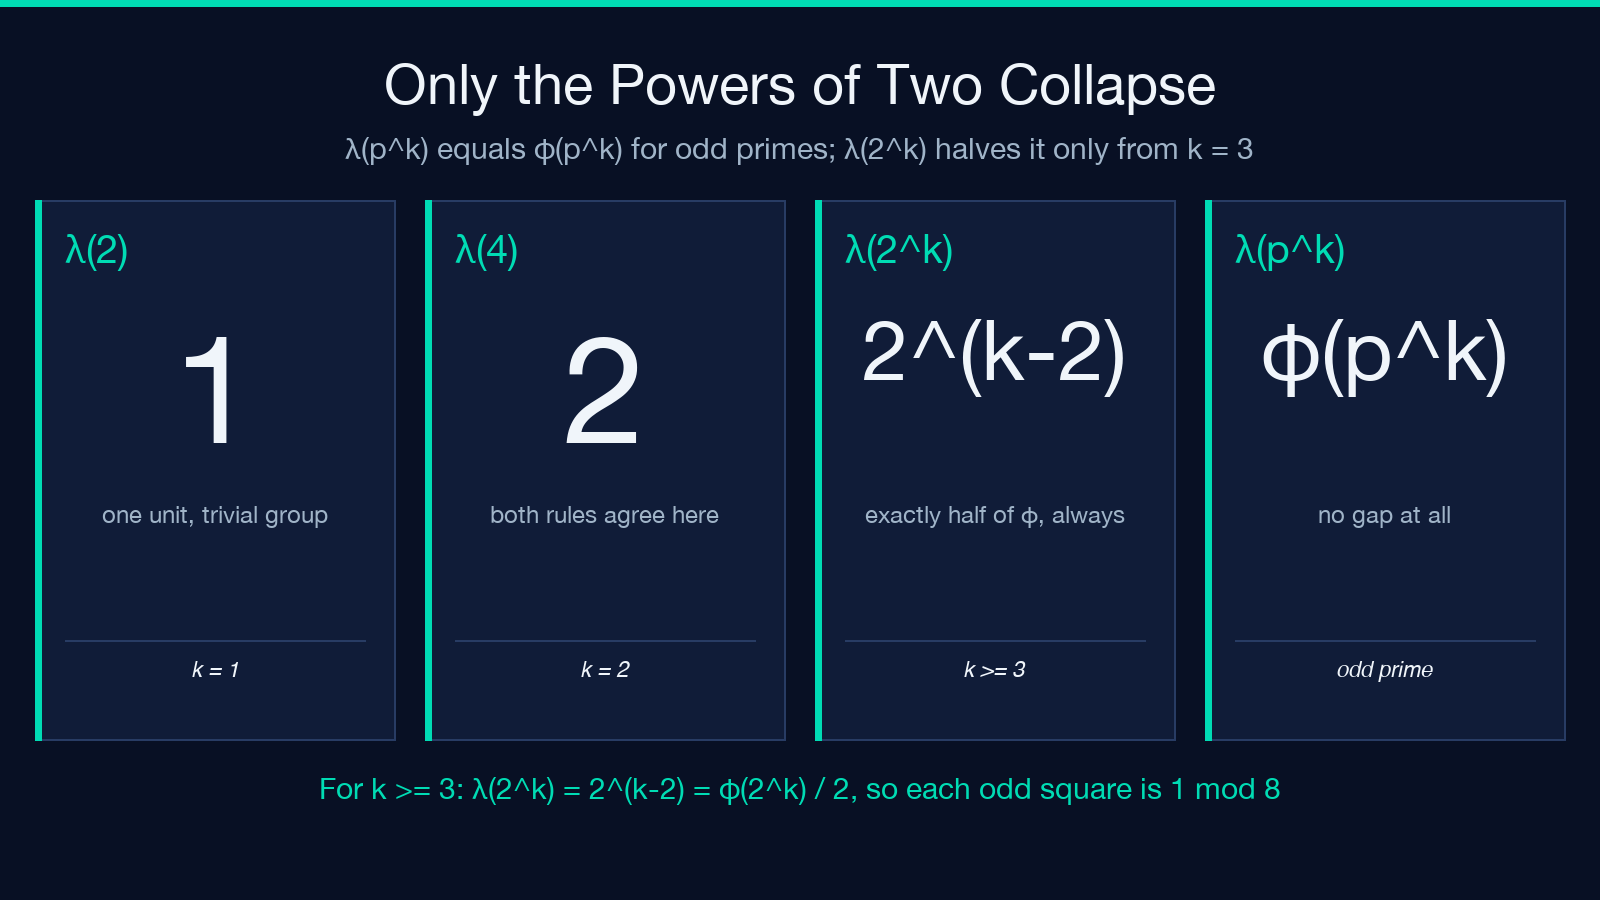 Only the Powers of Two Collapse
λ(p^k) equals φ(p^k) for odd primes; λ(2^k) halves it only from k = 3
λ(2)
1
one unit, trivial group
k = 1
λ(4)
2
both rules agree here
k = 2
λ(2^k)
2^(k-2)
exactly half of φ, always
k >= 3
λ(p^k)
φ(p^k)
no gap at all
odd prime
For k >= 3: λ(2^k) = 2^(k-2) = φ(2^k) / 2, so each odd square is 1 mod 8